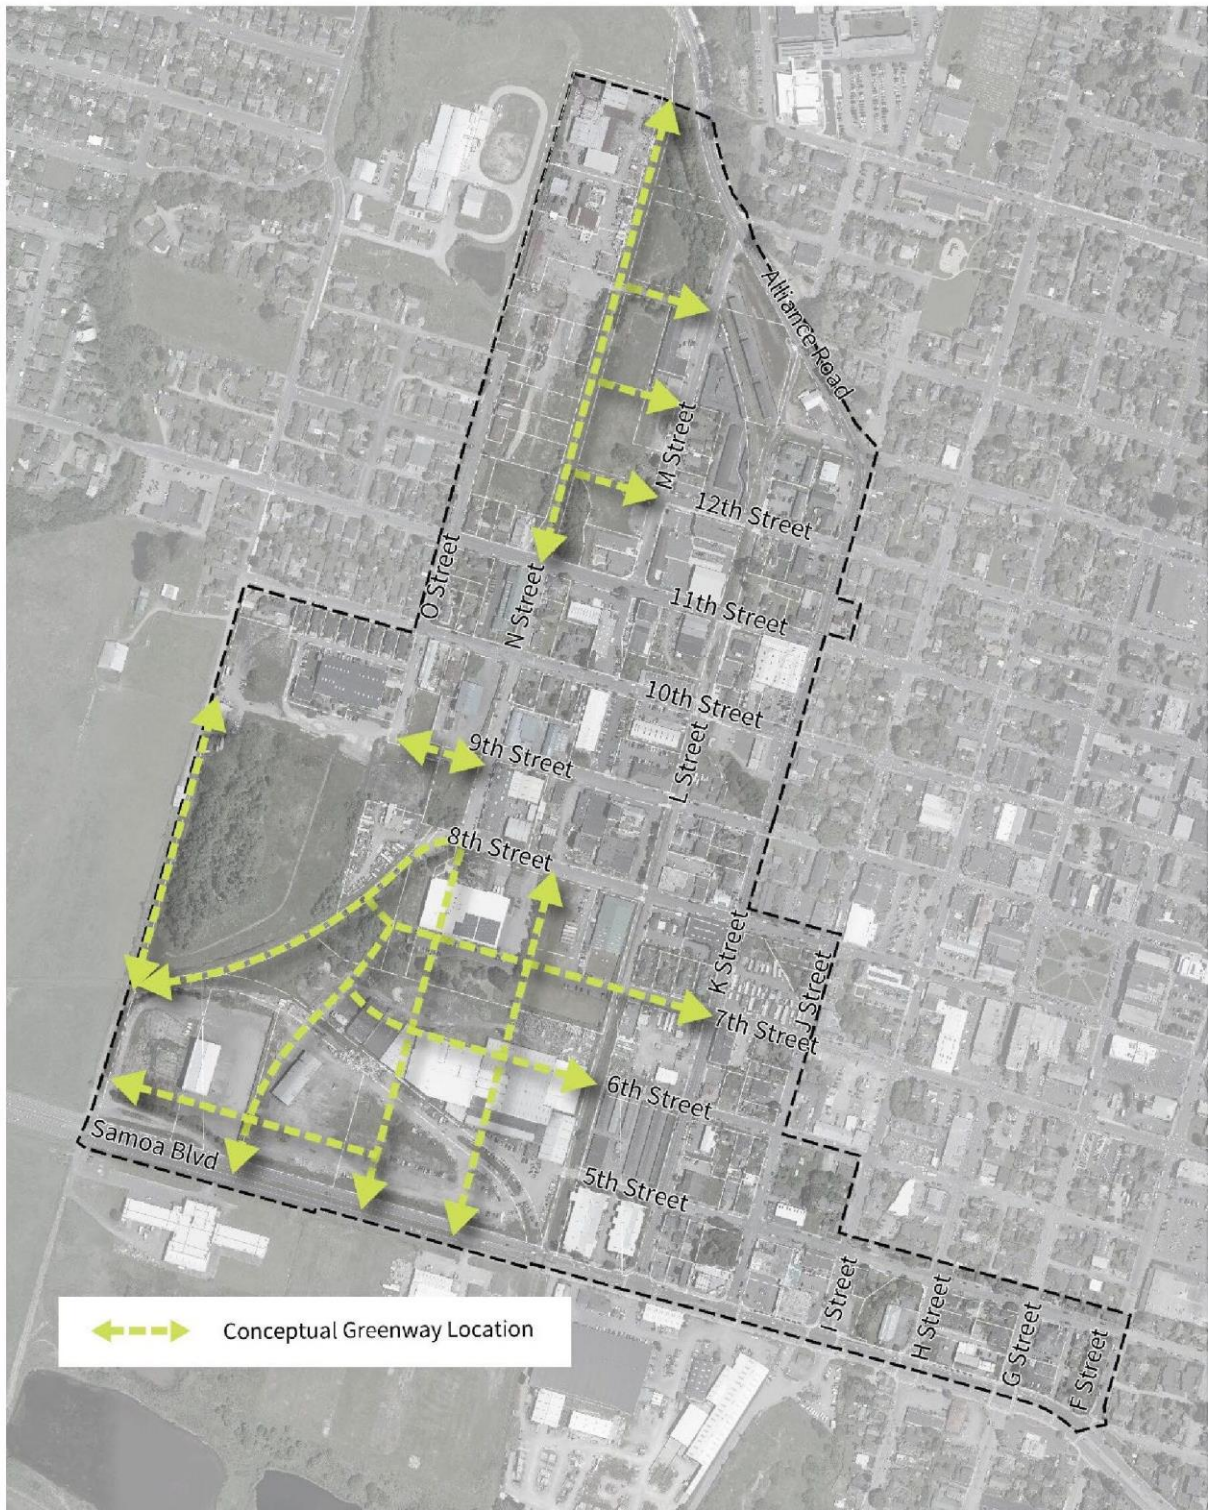 Alliance Road
M Street
12th Street
O Street
N Street
11th Street
10th Street
9th Street
L Street
8th Street
K Street
J Street
7th Street
6th Street
Samoa Blvd
5th Street
I Street
H Street
G Street
F Street
Conceptual Greenway Location